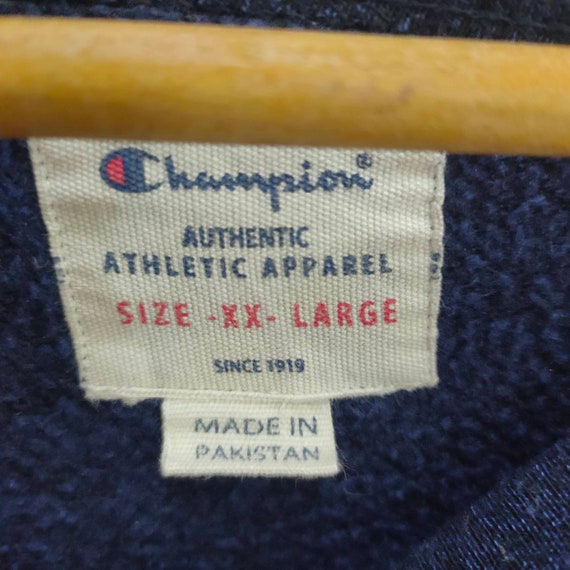 Champion®
AUTHENTIC
ATHLETIC APPAREL
SIZE -XX- LARGE
SINCE 1919
MADE IN
PAKISTAN